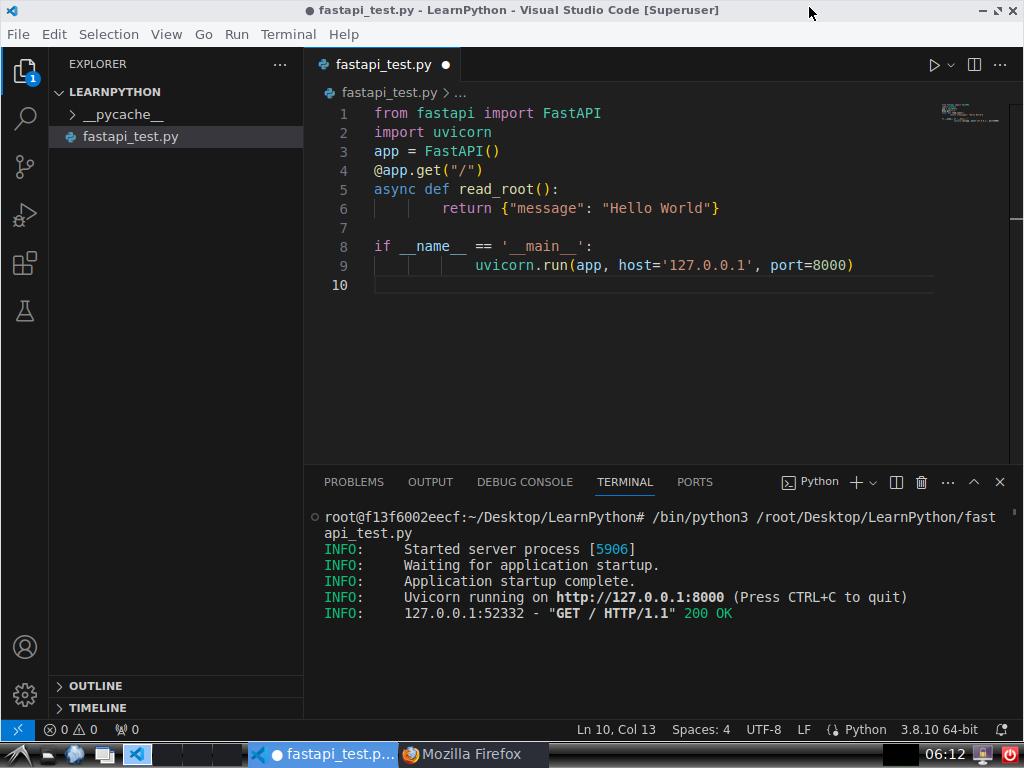 ● fastapi_test.py - LearnPython - Visual Studio Code [Superuser]
File Edit Selection View Go Run Terminal Help
EXPLORER
LEARNPYTHON
__pycache__
fastapi_test.py
1
fastapi_test.py ●
fastapi_test.py > ...
1 from fastapi import FastAPI
2 import uvicorn
3 app = FastAPI()
4 @app.get("/")
5 async def read_root():
6 return {"message": "Hello World"}
7
8 if __name__ == '__main__':
9 uvicorn.run(app, host='127.0.0.1', port=8000)
10
PROBLEMS OUTPUT DEBUG CONSOLE TERMINAL PORTS Python
root@f13f6002eecf:~/Desktop/LearnPython# /bin/python3 /root/Desktop/LearnPython/fast
api_test.py
INFO: Started server process [5906]
INFO: Waiting for application startup.
INFO: Application startup complete.
INFO: Uvicorn running on http://127.0.0.1:8000 (Press CTRL+C to quit)
INFO: 127.0.0.1:52332 - "GET / HTTP/1.1" 200 OK
OUTLINE
TIMELINE
0 0 0 Ln 10, Col 13 Spaces: 4 UTF-8 LF {} Python 3.8.10 64-bit
● fastapi_test.p... Mozilla Firefox 06:12